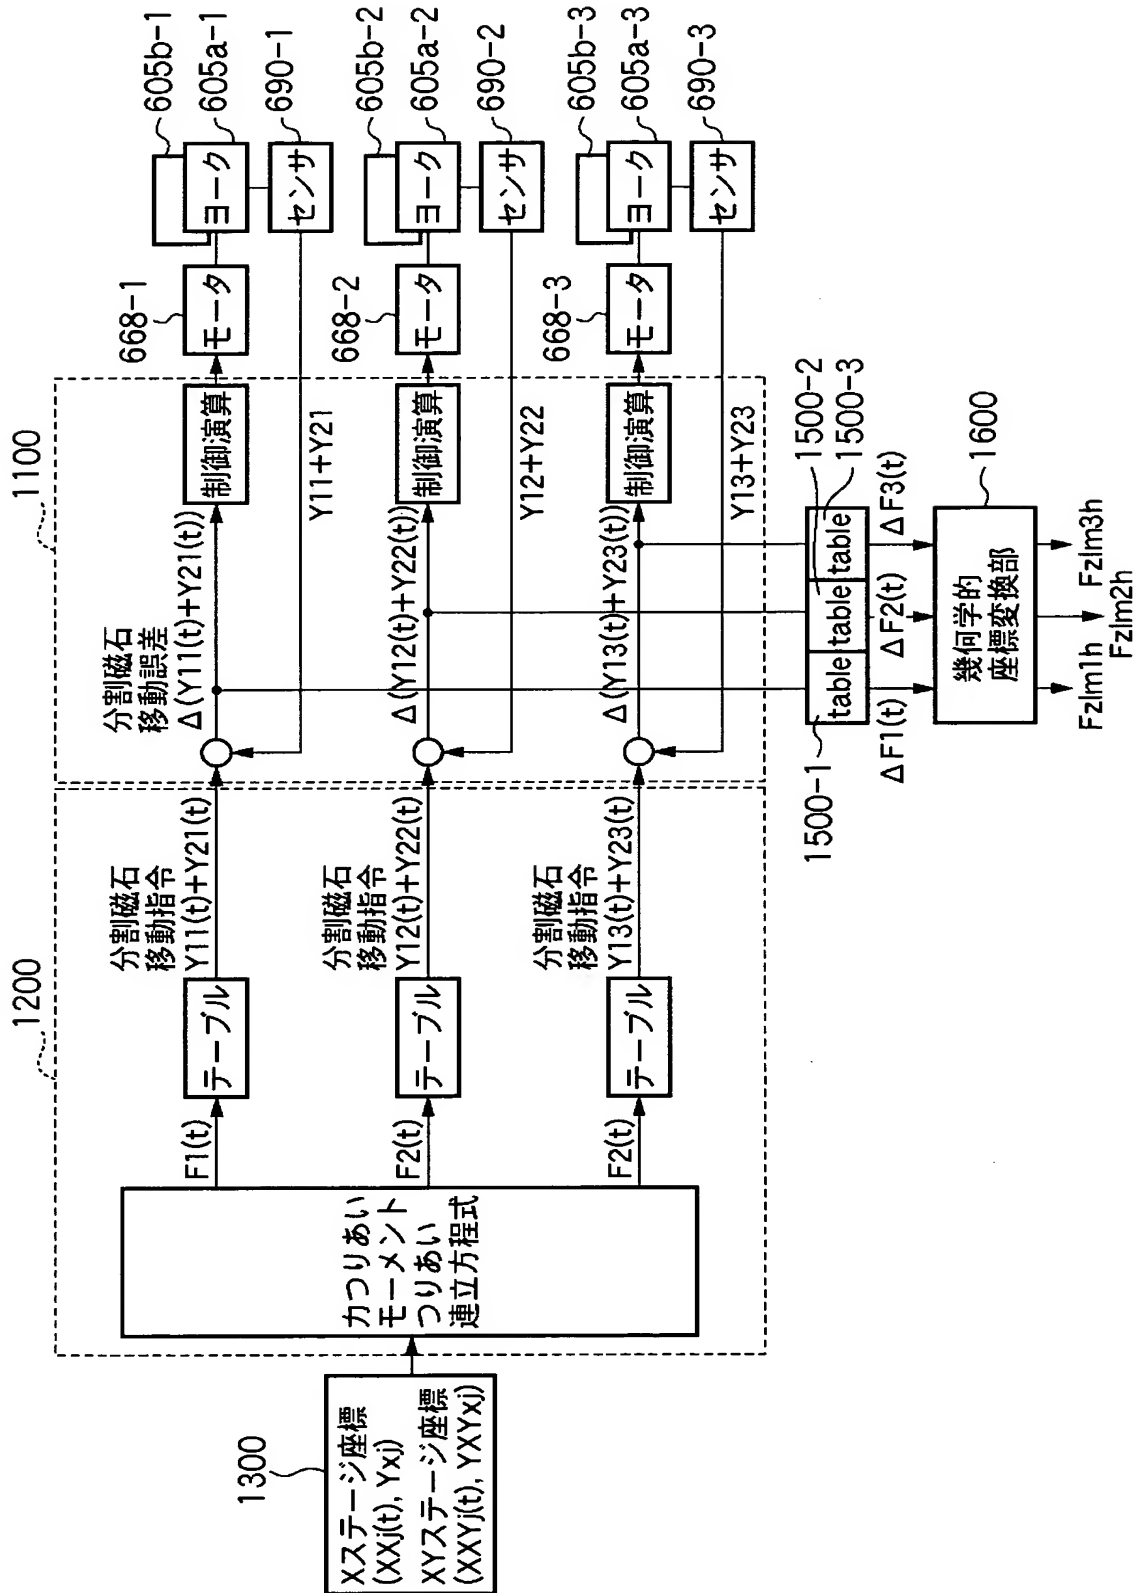 1300
Xステージ座標
(XXj(t), Yxj)
XYステージ座標
(XXYj(t), YXYxj)
1200
力つりあい
モーメント
つりあい
連立方程式
F1(t)
テーブル
分割磁石
移動指令
Y11(t)+Y21(t)
F2(t)
テーブル
分割磁石
移動指令
Y12(t)+Y22(t)
F2(t)
テーブル
分割磁石
移動指令
Y13(t)+Y23(t)
1100
分割磁石
移動誤差
Δ(Y11(t)+Y21(t))
制御演算
Y11+Y21
Δ(Y12(t)+Y22(t))
制御演算
Y12+Y22
Δ(Y13(t)+Y23(t))
制御演算
Y13+Y23
668-1
モータ
ヨーク
センサ
605b-1
605a-1
690-1
668-2
モータ
ヨーク
センサ
605b-2
605a-2
690-2
668-3
モータ
ヨーク
センサ
605b-3
605a-3
690-3
1500-1
1500-2
1500-3
table
table
table
ΔF1(t)
ΔF2(t)
ΔF3(t)
幾何学的
座標変換部
1600
Fzlm1h
Fzlm2h
Fzlm3h